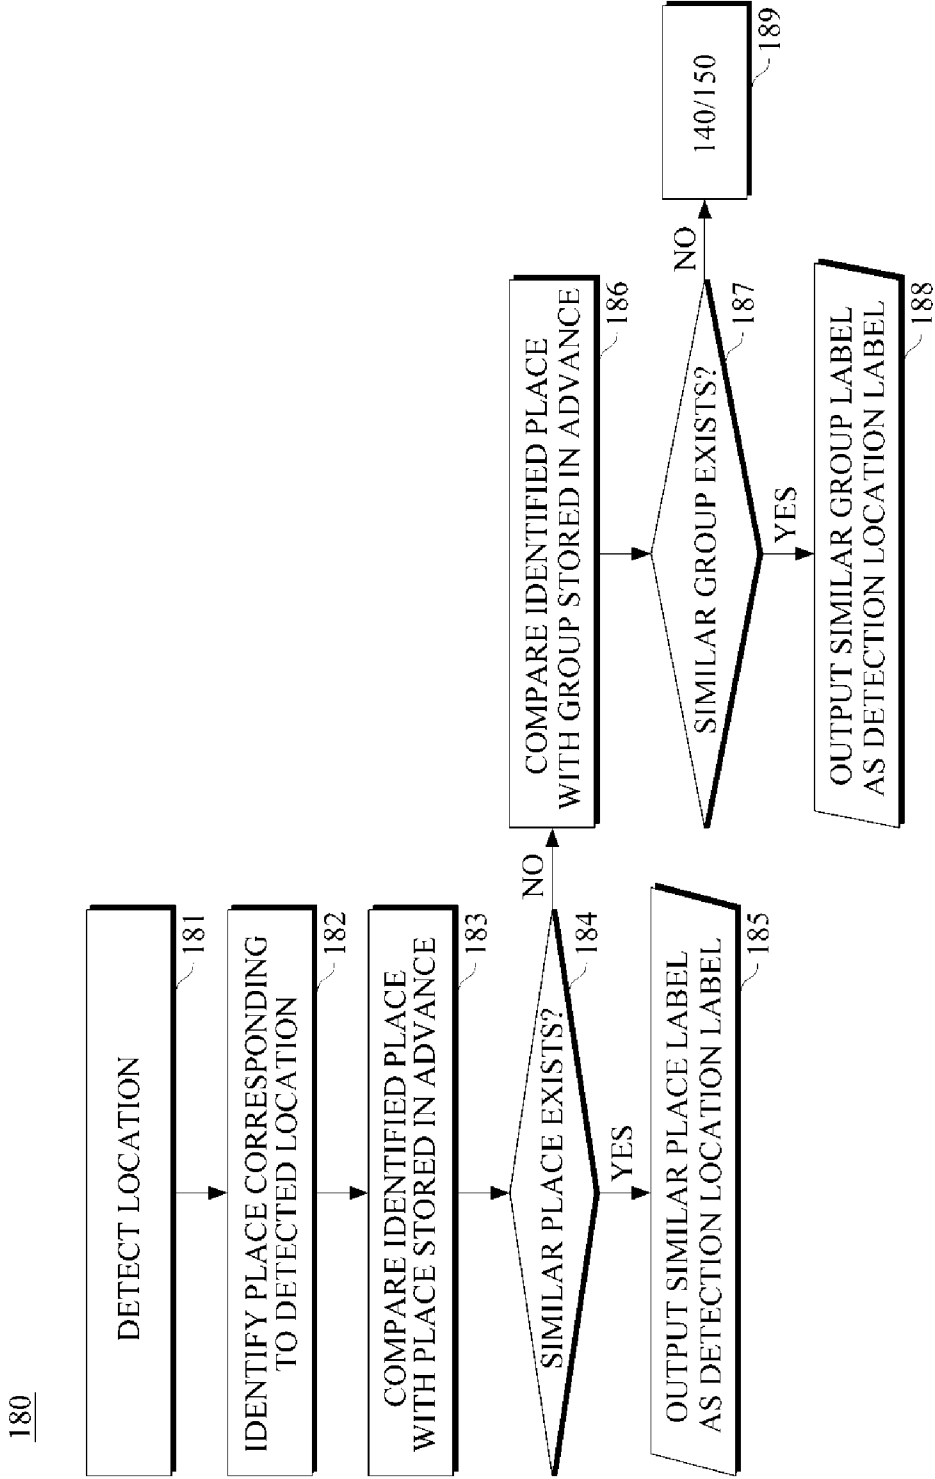 180
DETECT LOCATION
181
IDENTIFY PLACE CORRESPONDING
TO DETECTED LOCATION
182
COMPARE IDENTIFIED PLACE
WITH PLACE STORED IN ADVANCE
183
SIMILAR PLACE EXISTS?
184
NO
YES
OUTPUT SIMILAR PLACE LABEL
AS DETECTION LOCATION LABEL
185
COMPARE IDENTIFIED PLACE
WITH GROUP STORED IN ADVANCE
186
SIMILAR GROUP EXISTS?
187
NO
YES
140/150
189
OUTPUT SIMILAR GROUP LABEL
AS DETECTION LOCATION LABEL
188